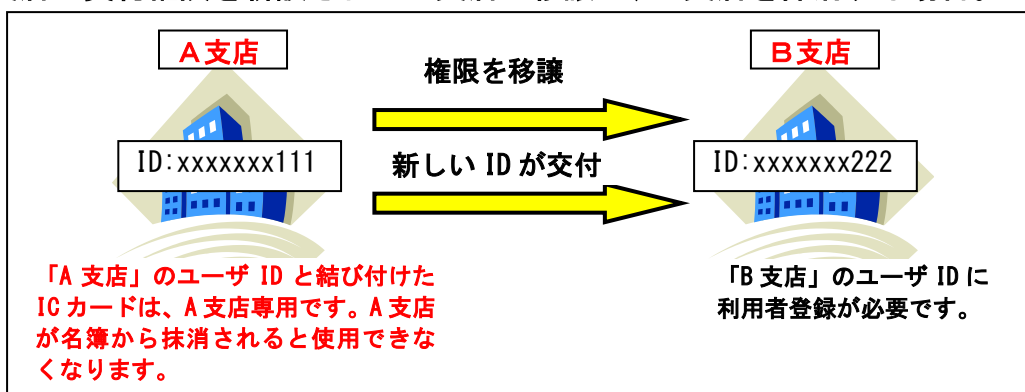 A支店
B支店
権限を移譲
ID:xxxxxxx111
ID:xxxxxxx222
新しい ID が交付
「A 支店」のユーザ ID と結び付けた
IC カードは、A 支店専用です。A 支店
が名簿から抹消されると使用できな
くなります。
「B 支店」のユーザ ID に
利用者登録が必要です。